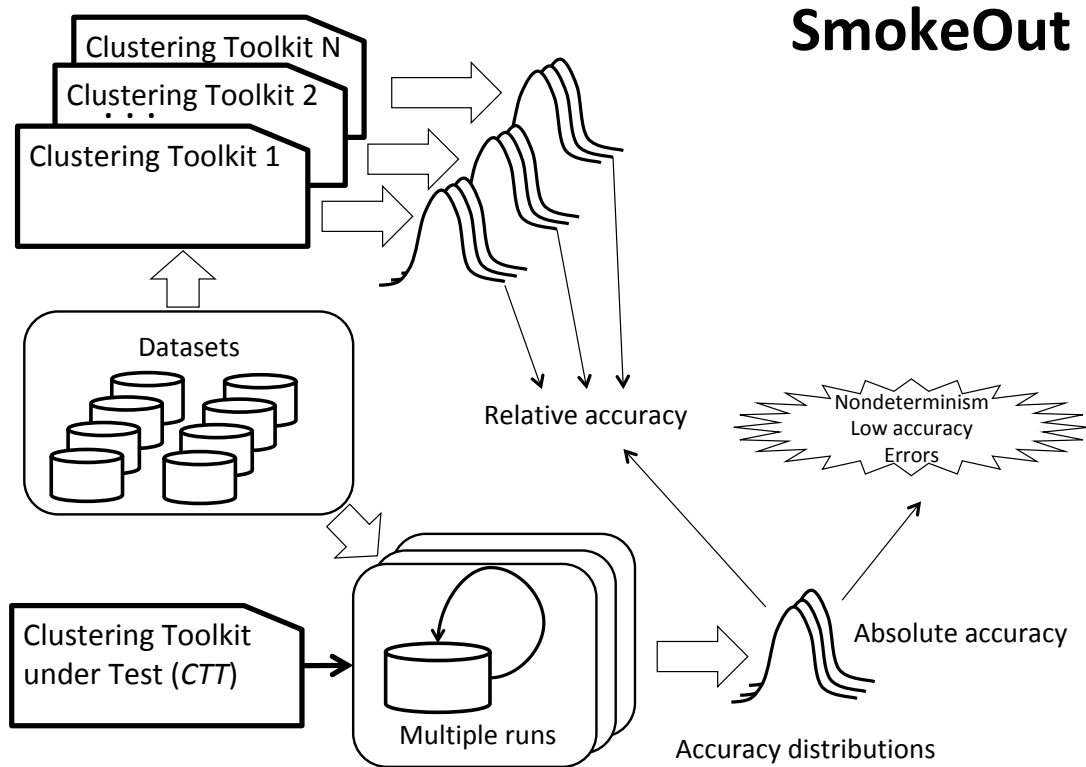 SmokeOut
Clustering Toolkit N
Clustering Toolkit 2
. . .
Clustering Toolkit 1
Datasets
Relative accuracy
Nondeterminism
Low accuracy
Errors
Clustering Toolkit
under Test (CTT)
Multiple runs
Absolute accuracy
Accuracy distributions